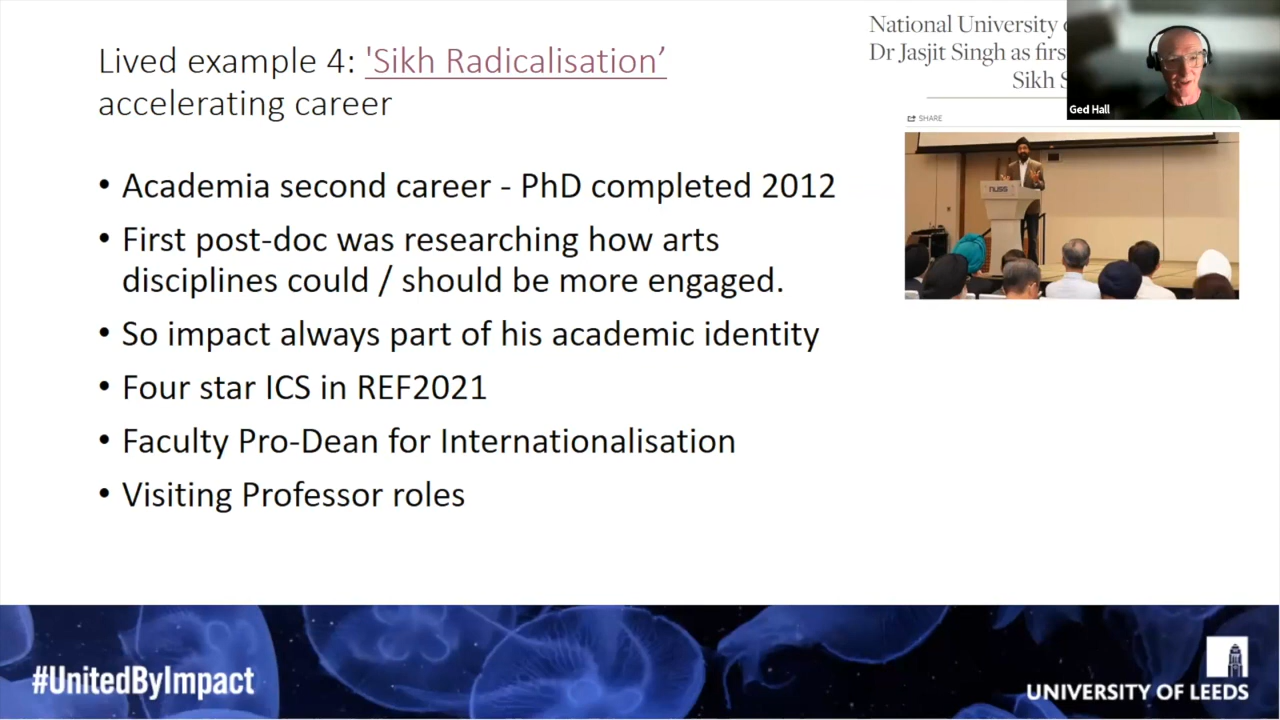 Lived example 4: 'Sikh Radicalisation’
accelerating career
• Academia second career - PhD completed 2012
• First post-doc was researching how arts
disciplines could / should be more engaged.
• So impact always part of his academic identity
• Four star ICS in REF2021
• Faculty Pro-Dean for Internationalisation
• Visiting Professor roles
National University
Dr Jasjit Singh as
Sikh
SHARE
Ged Hall
nuss
#UnitedByImpact
UNIVERSITY OF LEEDS